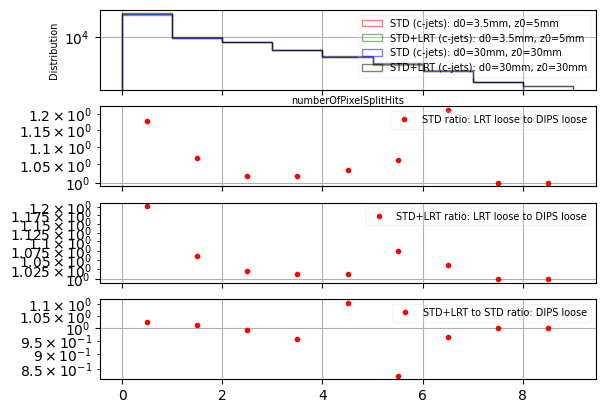 Distribution
10⁴
STD (c-jets): d0=3.5mm, z0=5mm
STD+LRT (c-jets): d0=3.5mm, z0=5mm
STD (c-jets): d0=30mm, z0=30mm
STD+LRT (c-jets): d0=30mm, z0=30mm
numberOfPixelSplitHits
1.2 × 10⁰
1.15 × 10⁰
1.1 × 10⁰
1.05 × 10⁰
10⁰
STD ratio: LRT loose to DIPS loose
1.2 × 10⁰
1.175 × 10⁰
1.15 × 10⁰
1.125 × 10⁰
1.1 × 10⁰
1.075 × 10⁰
1.05 × 10⁰
1.025 × 10⁰
10⁰
STD+LRT ratio: LRT loose to DIPS loose
1.1 × 10⁰
1.05 × 10⁰
10⁰
9.5 × 10⁻¹
9 × 10⁻¹
8.5 × 10⁻¹
STD+LRT to STD ratio: DIPS loose
0 2 4 6 8